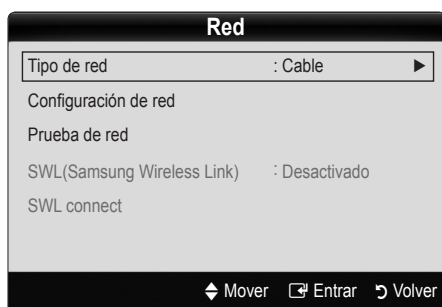 Red
Tipo de red : Cable
Configuración de red
Prueba de red
SWL(Samsung Wireless Link) : Desactivado
SWL connect
Mover Entrar Volver